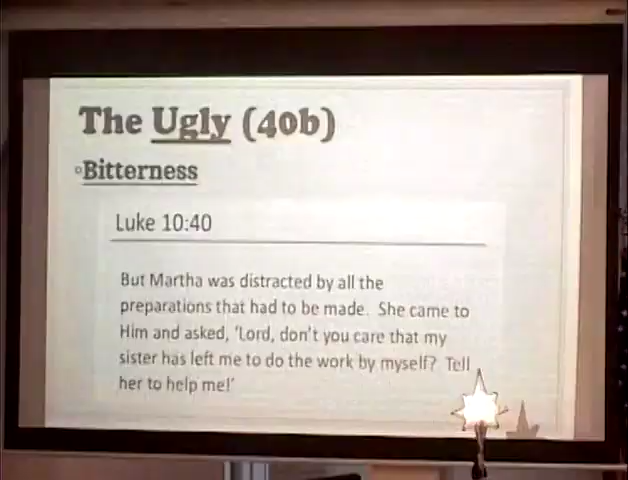 The Ugly (40b)
◦Bitterness
Luke 10:40
But Martha was distracted by all the
preparations that had to be made. She came to
Him and asked, ‘Lord, don't you care that my
sister has left me to do the work by myself? Tell
her to help me!’